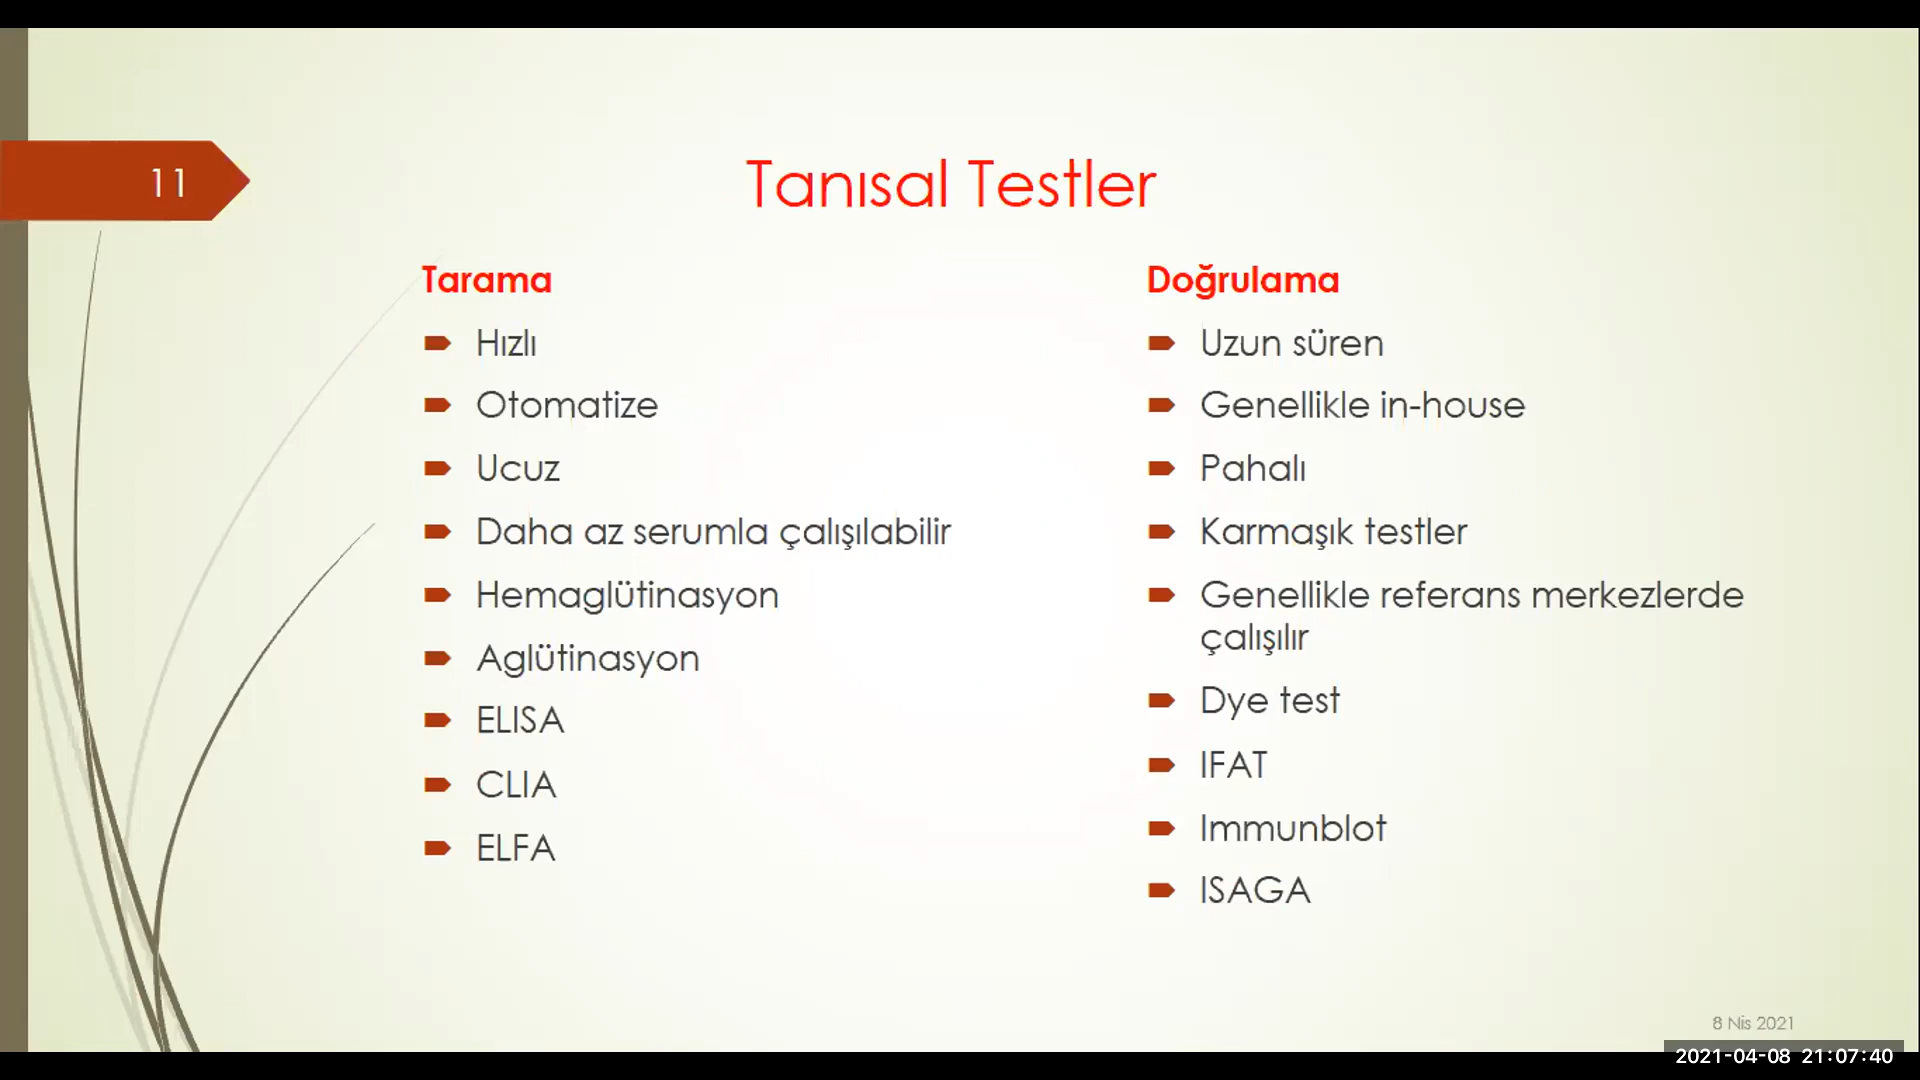 11
Tanısal Testler
Tarama
Hızlı
Otomatize
Ucuz
Daha az serumla çalışılabilir
Hemaglütinasyon
Aglütinasyon
ELISA
CLIA
ELFA
Doğrulama
Uzun süren
Genellikle in-house
Pahalı
Karmaşık testler
Genellikle referans merkezlerde
çalışılır
Dye test
IFAT
Immunblot
ISAGA
8 Nis 2021
2021-04-08 21:07:40